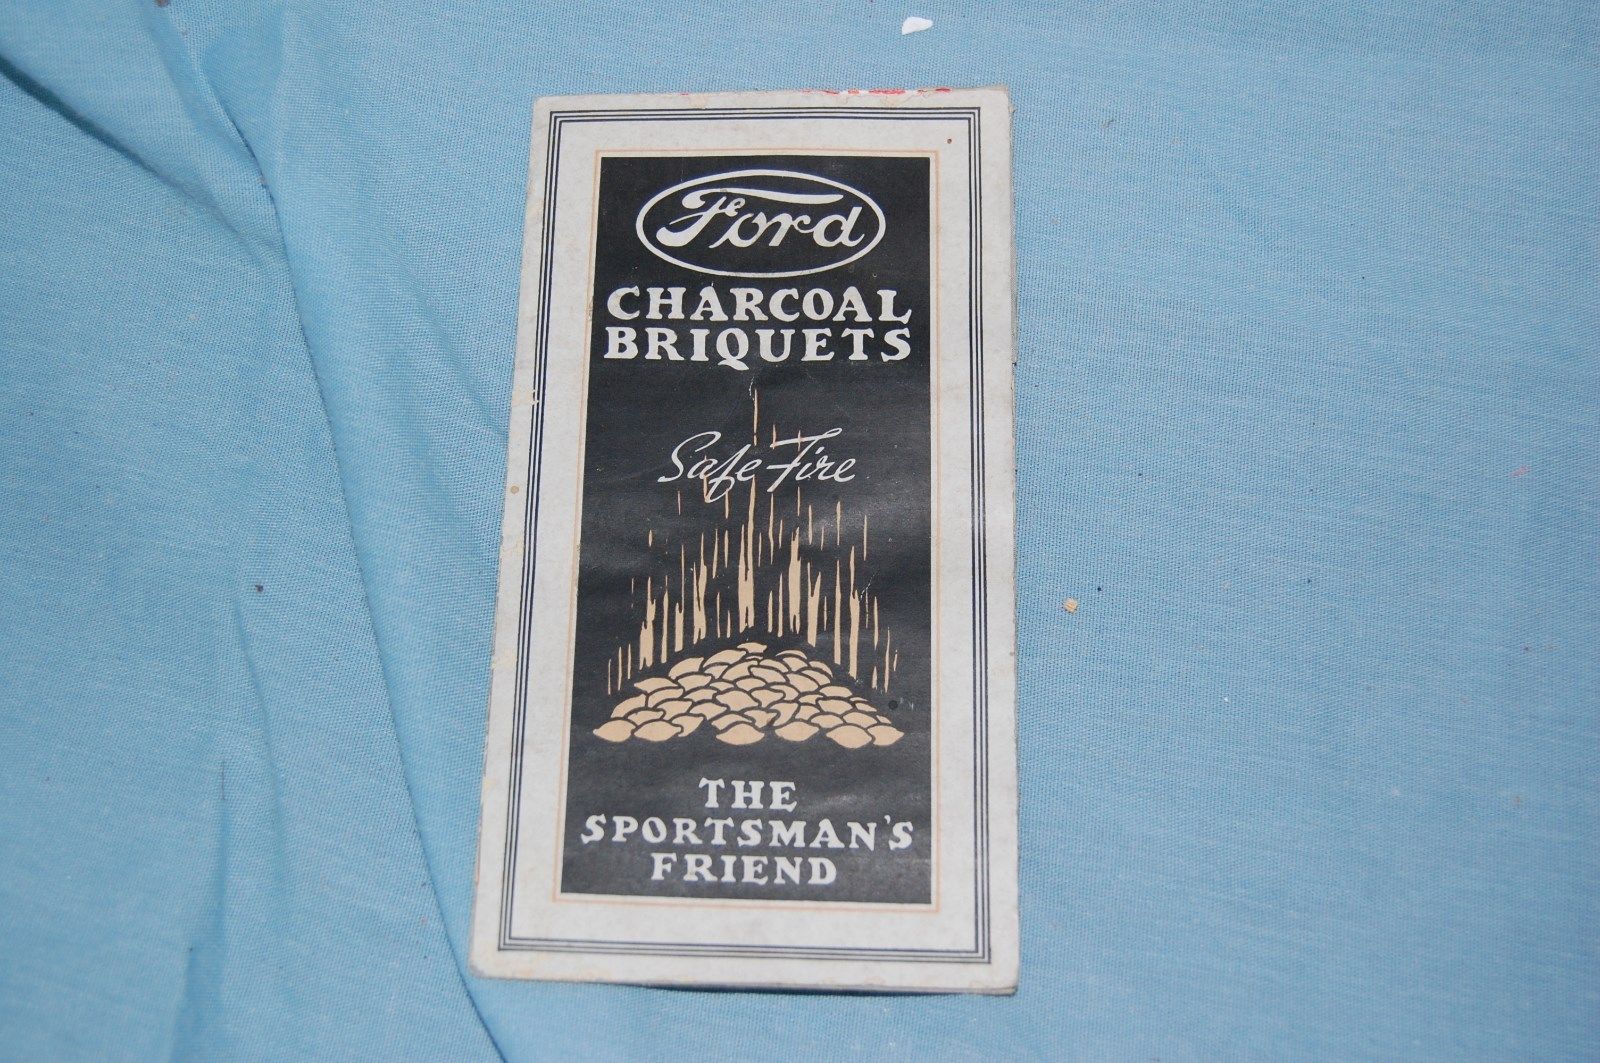 Ford
CHARCOAL
BRIQUETS
Safe Fire
THE
SPORTSMAN'S
FRIEND